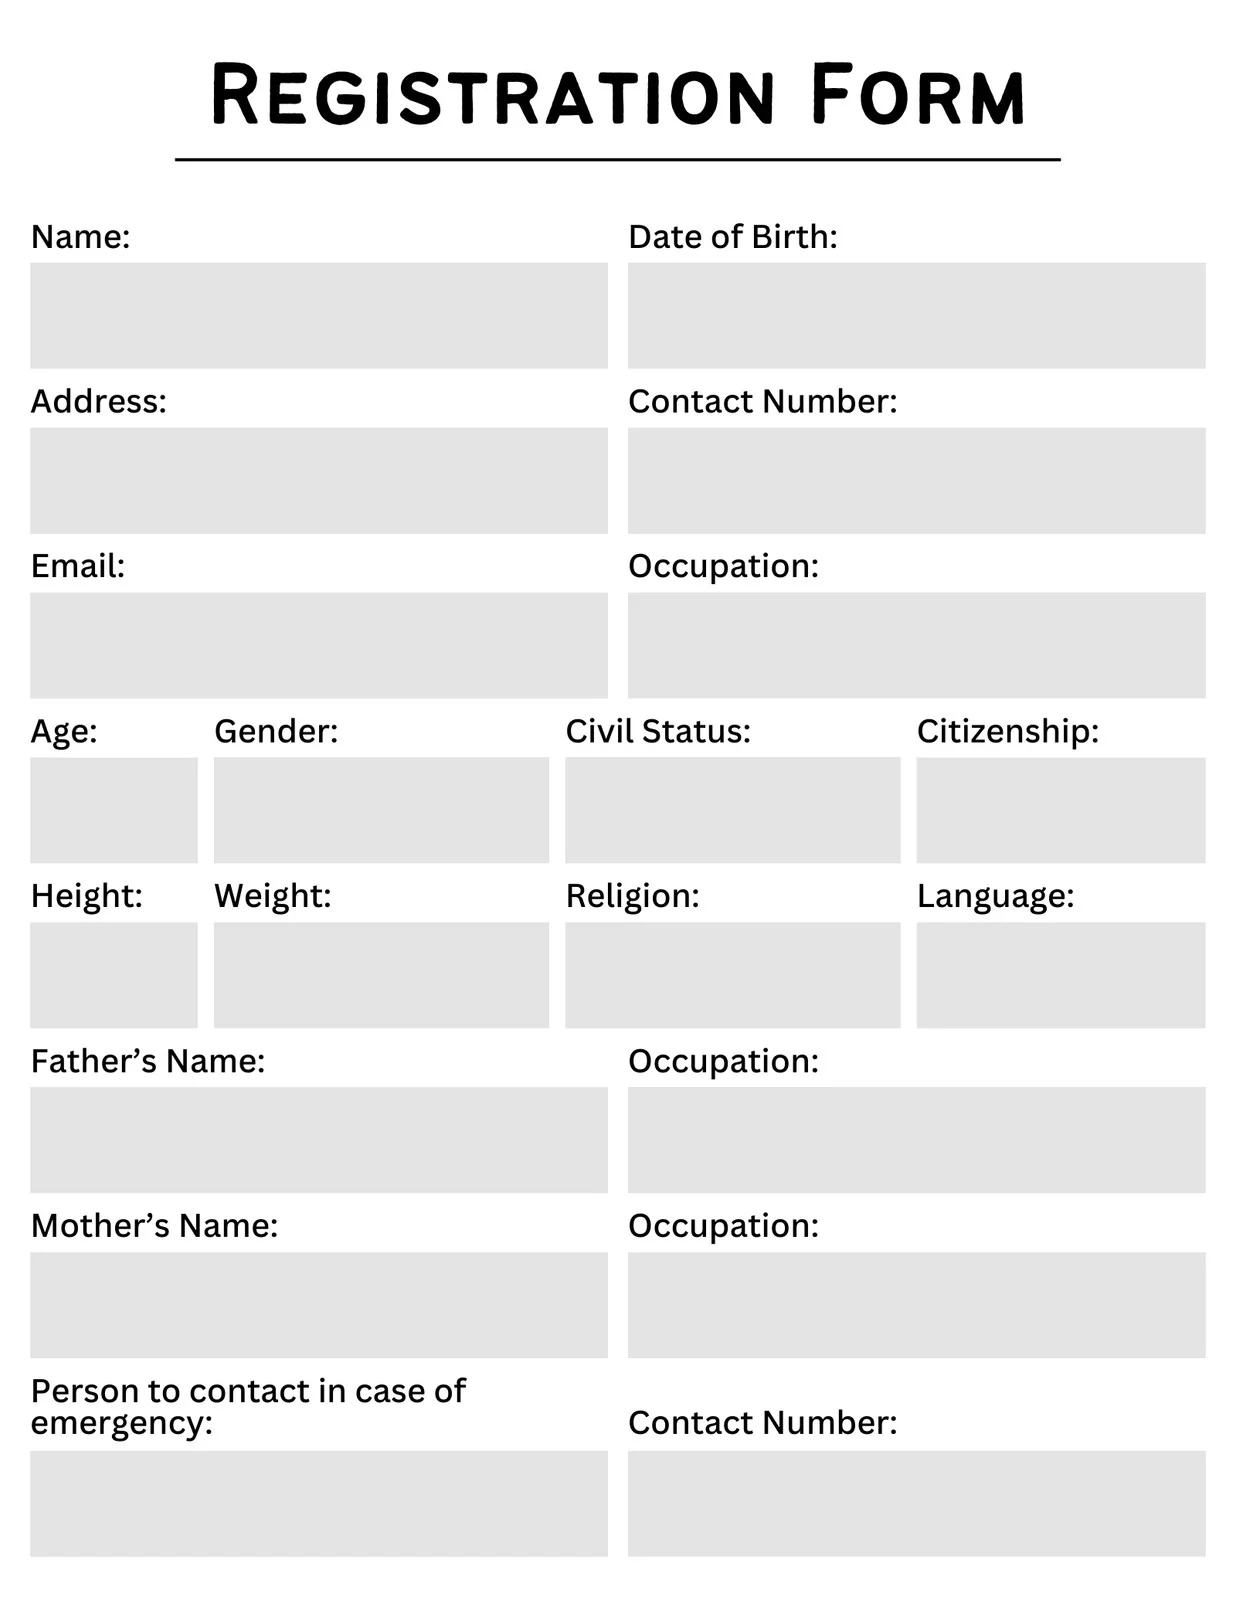 Registration Form
Name:
Date of Birth:
Address:
Contact Number:
Email:
Occupation:
Age:
Gender:
Civil Status:
Citizenship:
Height:
Weight:
Religion:
Language:
Father’s Name:
Occupation:
Mother’s Name:
Occupation:
Person to contact in case of
emergency:
Contact Number: